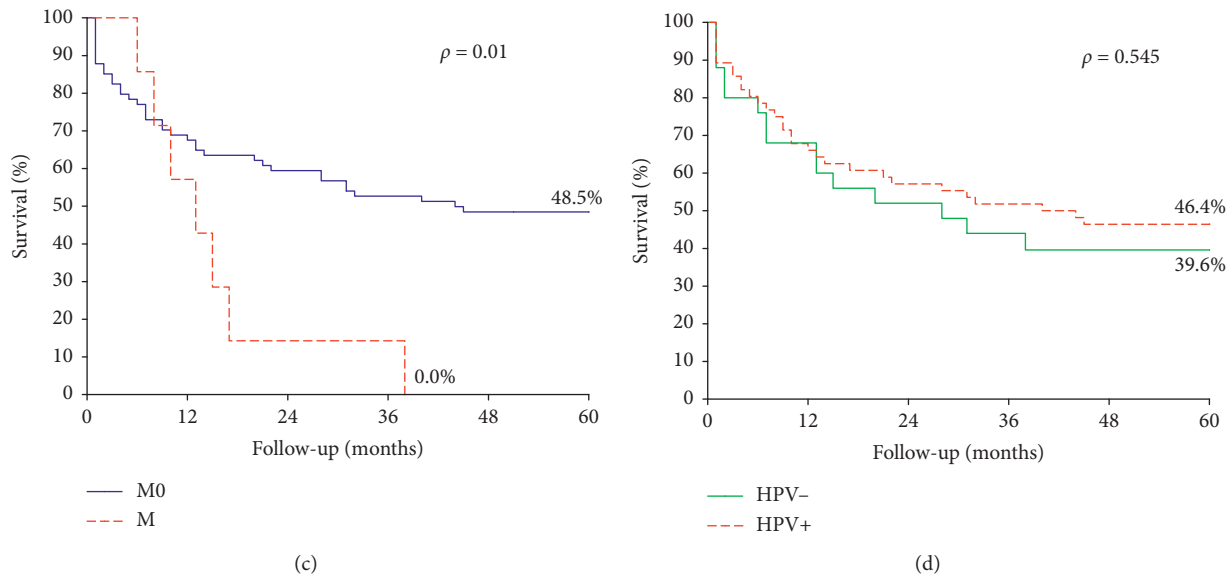 100
90
80
70
60
50
40
30
20
10
0
Survival (%)
ρ = 0.01
48.5%
0.0%
0 12 24 36 48 60
Follow-up (months)
M0
M
(c)
100
90
80
70
60
50
40
30
20
10
0
Survival (%)
ρ = 0.545
46.4%
39.6%
0 12 24 36 48 60
Follow-up (months)
HPV–
HPV+
(d)